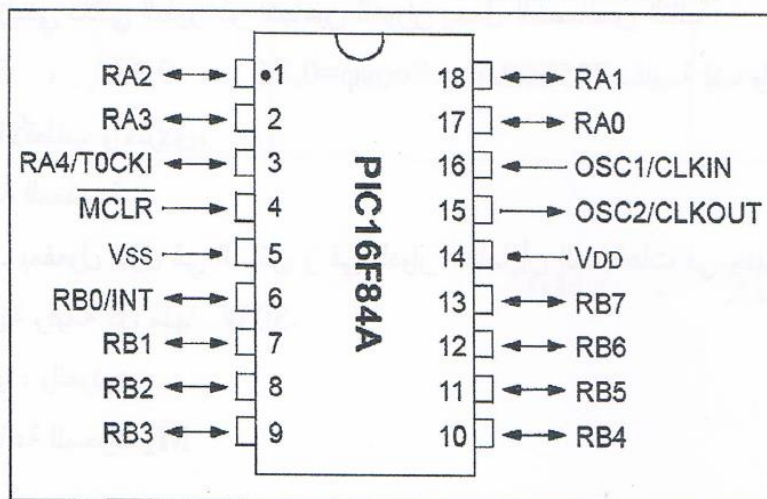 RA2 1 18 RA1
RA3 2 17 RA0
RA4/T0CKI 3 16 OSC1/CLKIN
MCLR 4 15 OSC2/CLKOUT
VSS 5 14 VDD
RB0/INT 6 13 RB7
RB1 7 12 RB6
RB2 8 11 RB5
RB3 9 10 RB4
PIC16F84A